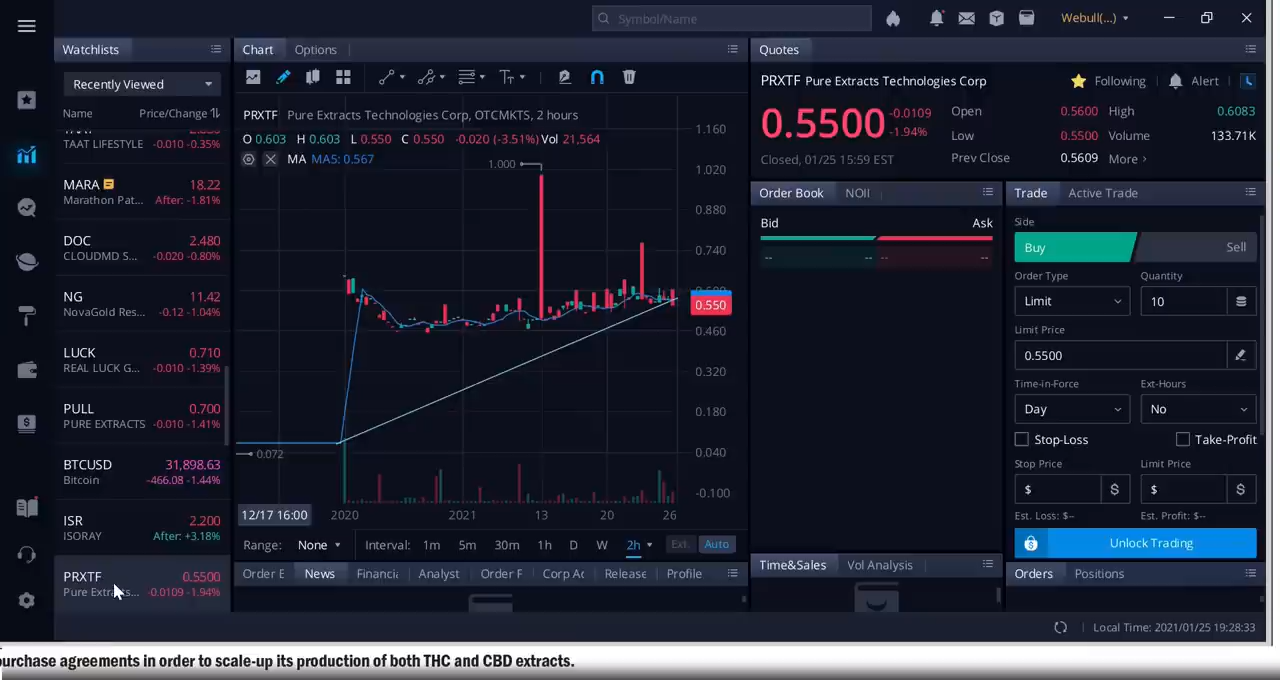 Symbol/Name
Webull(...)
Watchlists
Recently Viewed
Name Price/Change
TAAT LIFESTYLE -0.010 -0.35%
MARA 18.22
Marathon Pat... After: -1.81%
DOC 2.480
CLOUDMD S... -0.020 -0.80%
NG 11.42
NovaGold Res... -0.12 -1.04%
LUCK 0.710
REAL LUCK G... -0.010 -1.39%
PULL 0.700
PURE EXTRACTS -0.010 -1.41%
BTCUSD 31,898.63
Bitcoin -466.08 -1.44%
ISR 2.200
ISORAY After: +3.18%
PRXTF 0.5500
Pure Extra... -0.0109 -1.94%
Chart Options
PRXTF Pure Extracts Technologies Corp, OTCMKTS, 2 hours
O 0.603 H 0.603 L 0.550 C 0.550 -0.020 (-3.51%) Vol 21,564
MA MA5: 0.567
1.000
1.160
1.020
0.880
0.740
0.550
0.460
0.320
0.180
0.072
0.040
-0.100
12/17 16:00 2020 2021 13 20 26
Range: None Interval: 1m 5m 30m 1h D W 2h Ext. Auto
Order E News Financi Analyst Order F Corp Ac Release Profile
Quotes
PRXTF Pure Extracts Technologies Corp Following Alert
0.5500 -0.0109
-1.94%
Closed, 01/25 15:59 EST
Open 0.5600 High 0.6083
Low 0.5500 Volume 133.71K
Prev Close 0.5609 More
Order Book NOII
Bid Ask
-- -- -- --
Time&Sales Vol Analysis
Trade Active Trade
Side
Buy Sell
Order Type Quantity
Limit 10
Limit Price
0.5500
Time-in-Force Ext-Hours
Day No
Stop-Loss Take-Profit
Stop Price Limit Price
$ $ $ $
Est. Loss: $-- Est. Profit: $--
Unlock Trading
Orders Positions
Local Time: 2021/01/25 19:28:33
purchase agreements in order to scale-up its production of both THC and CBD extracts.